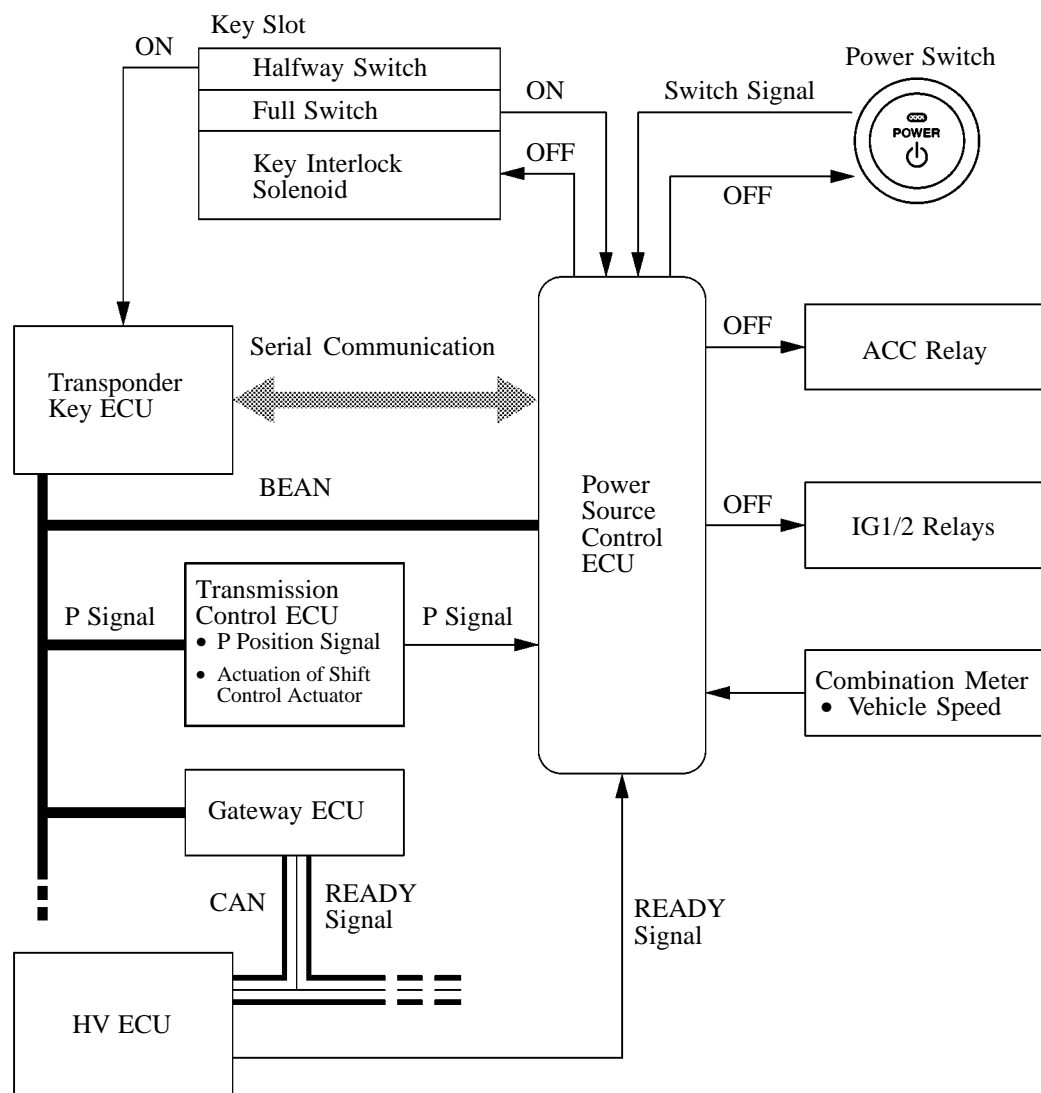 Key Slot
ON
Halfway Switch
Full Switch
Key Interlock
Solenoid
ON
OFF
Switch Signal
Power Switch
POWER
OFF
Transponder
Key ECU
Serial Communication
BEAN
Power
Source
Control
ECU
OFF
ACC Relay
OFF
IG1/2 Relays
P Signal
Transmission
Control ECU
• P Position Signal
• Actuation of Shift
Control Actuator
P Signal
Combination Meter
• Vehicle Speed
Gateway ECU
CAN
READY
Signal
READY
Signal
HV ECU